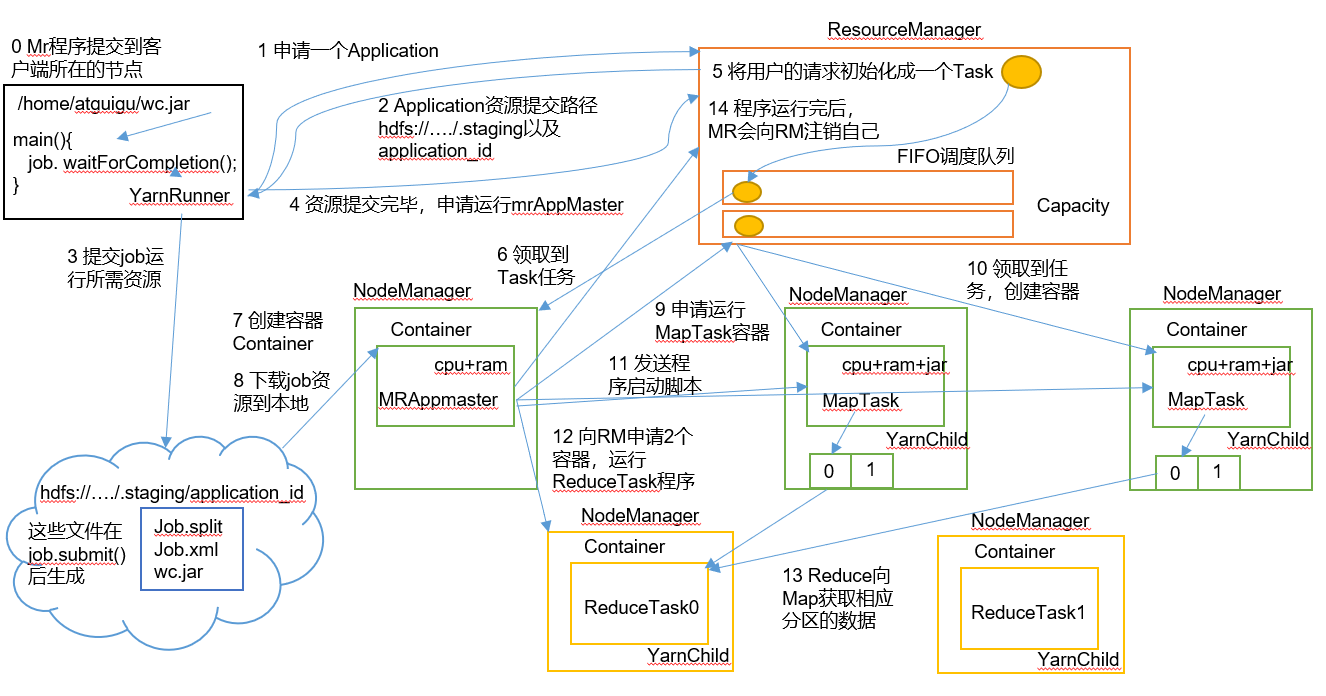 0 Mr程序提交到客
户端所在的节点
/home/atguigu/wc.jar
main(){
job. waitForCompletion();
}
YarnRunner
1 申请一个Application
2 Application资源提交路径
hdfs://…./.staging以及
application_id
4 资源提交完毕，申请运行mrAppMaster
ResourceManager
5 将用户的请求初始化成一个Task
14 程序运行完后，
MR会向RM注销自己
FIFO调度队列
Capacity
3 提交job运
行所需资源
6 领取到
Task任务
7 创建容器
Container
8 下载job资
源到本地
NodeManager
Container
cpu+ram
MRAppmaster
9 申请运行
MapTask容器
10 领取到任
务，创建容器
11 发送程
序启动脚本
NodeManager
Container
cpu+ram+jar
MapTask
YarnChild
0
1
NodeManager
Container
cpu+ram+jar
MapTask
YarnChild
0
1
12 向RM申请2个
容器，运行
ReduceTask程序
hdfs://…./.staging/application_id
这些文件在
job.submit()
后生成
Job.split
Job.xml
wc.jar
NodeManager
Container
ReduceTask0
YarnChild
13 Reduce向
Map获取相应
分区的数据
NodeManager
Container
ReduceTask1
YarnChild